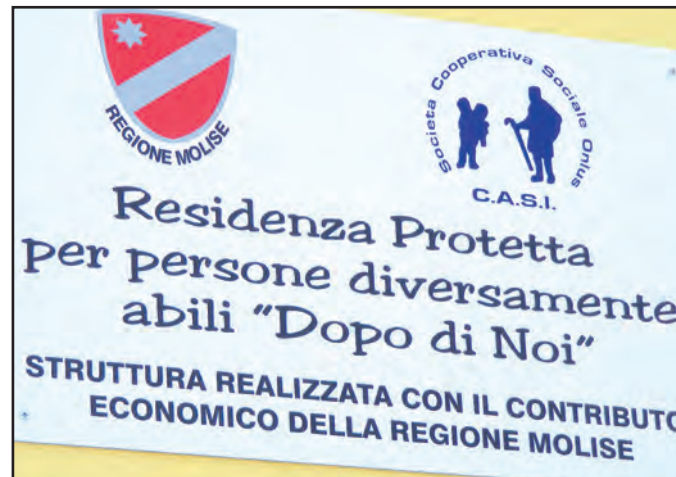 REGIONE MOLISE
Società Cooperativa Sociale Onlus
C.A.S.I.
Residenza Protetta
per persone diversamente
abili "Dopo di Noi"
STRUTTURA REALIZZATA CON IL CONTRIBUTO
ECONOMICO DELLA REGIONE MOLISE